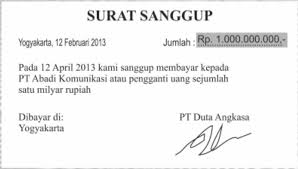 SURAT SANGGUP
Yogyakarta, 12 Februari 2013 Jumlah : Rp. 1.000.000.000,-
Pada 12 April 2013 kami sanggup membayar kepada
PT Abadi Komunikasi atau pengganti uang sejumlah
satu milyar rupiah
Dibayar di: PT Duta Angkasa
Yogyakarta